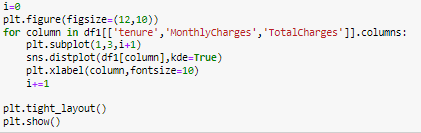 i=0
plt.figure(figsize=(12,10))
for column in df1[['tenure','MonthlyCharges','TotalCharges']].columns:
    plt.subplot(1,3,i+1)
    sns.distplot(df1[column],kde=True)
    plt.xlabel(column,fontsize=10)
    i+=1

plt.tight_layout()
plt.show()